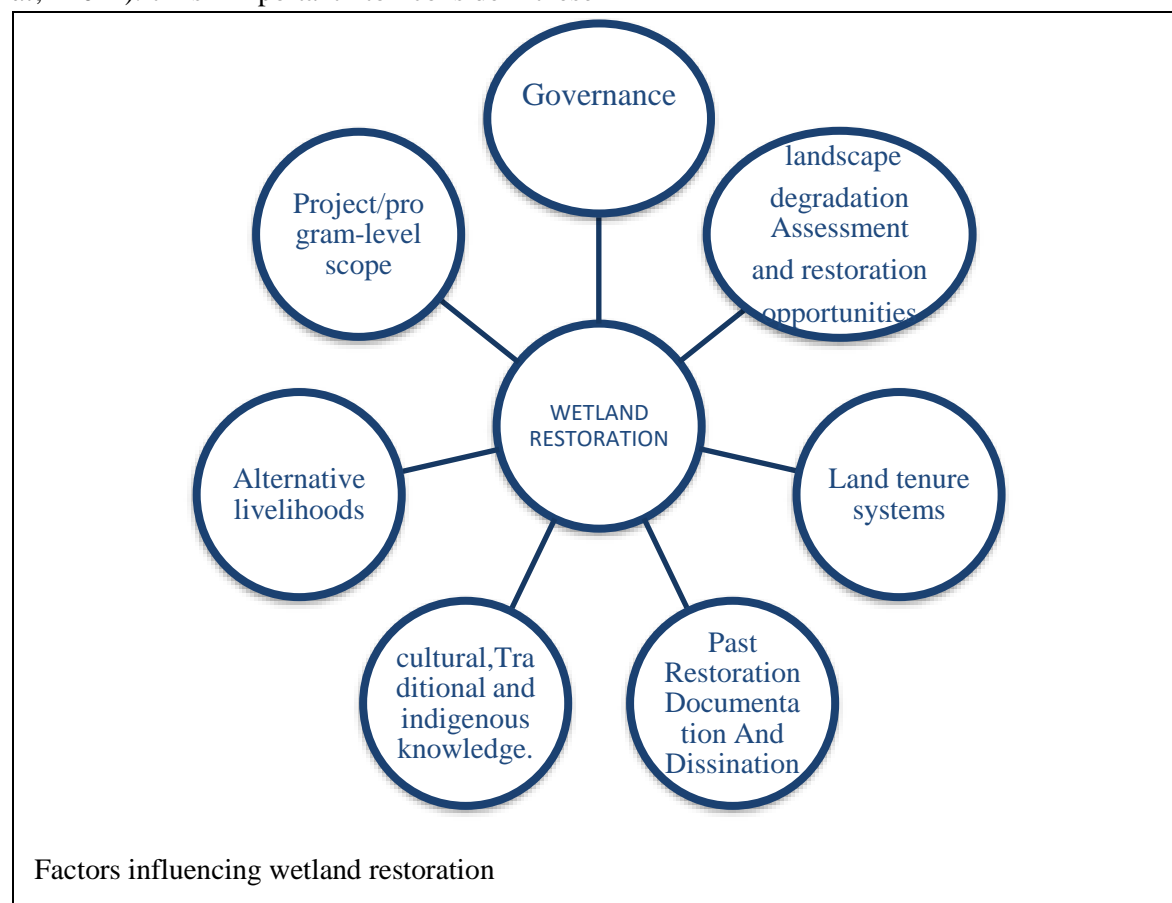 Governance
landscape
degradation
Assessment
and restoration
opportunities
Project/pro
gram-level
scope
WETLAND
RESTORATION
Alternative
livelihoods
Land tenure
systems
cultural,Tra
ditional and
indigenous
knowledge.
Past
Restoration
Documenta
tion And
Dissination
Factors influencing wetland restoration